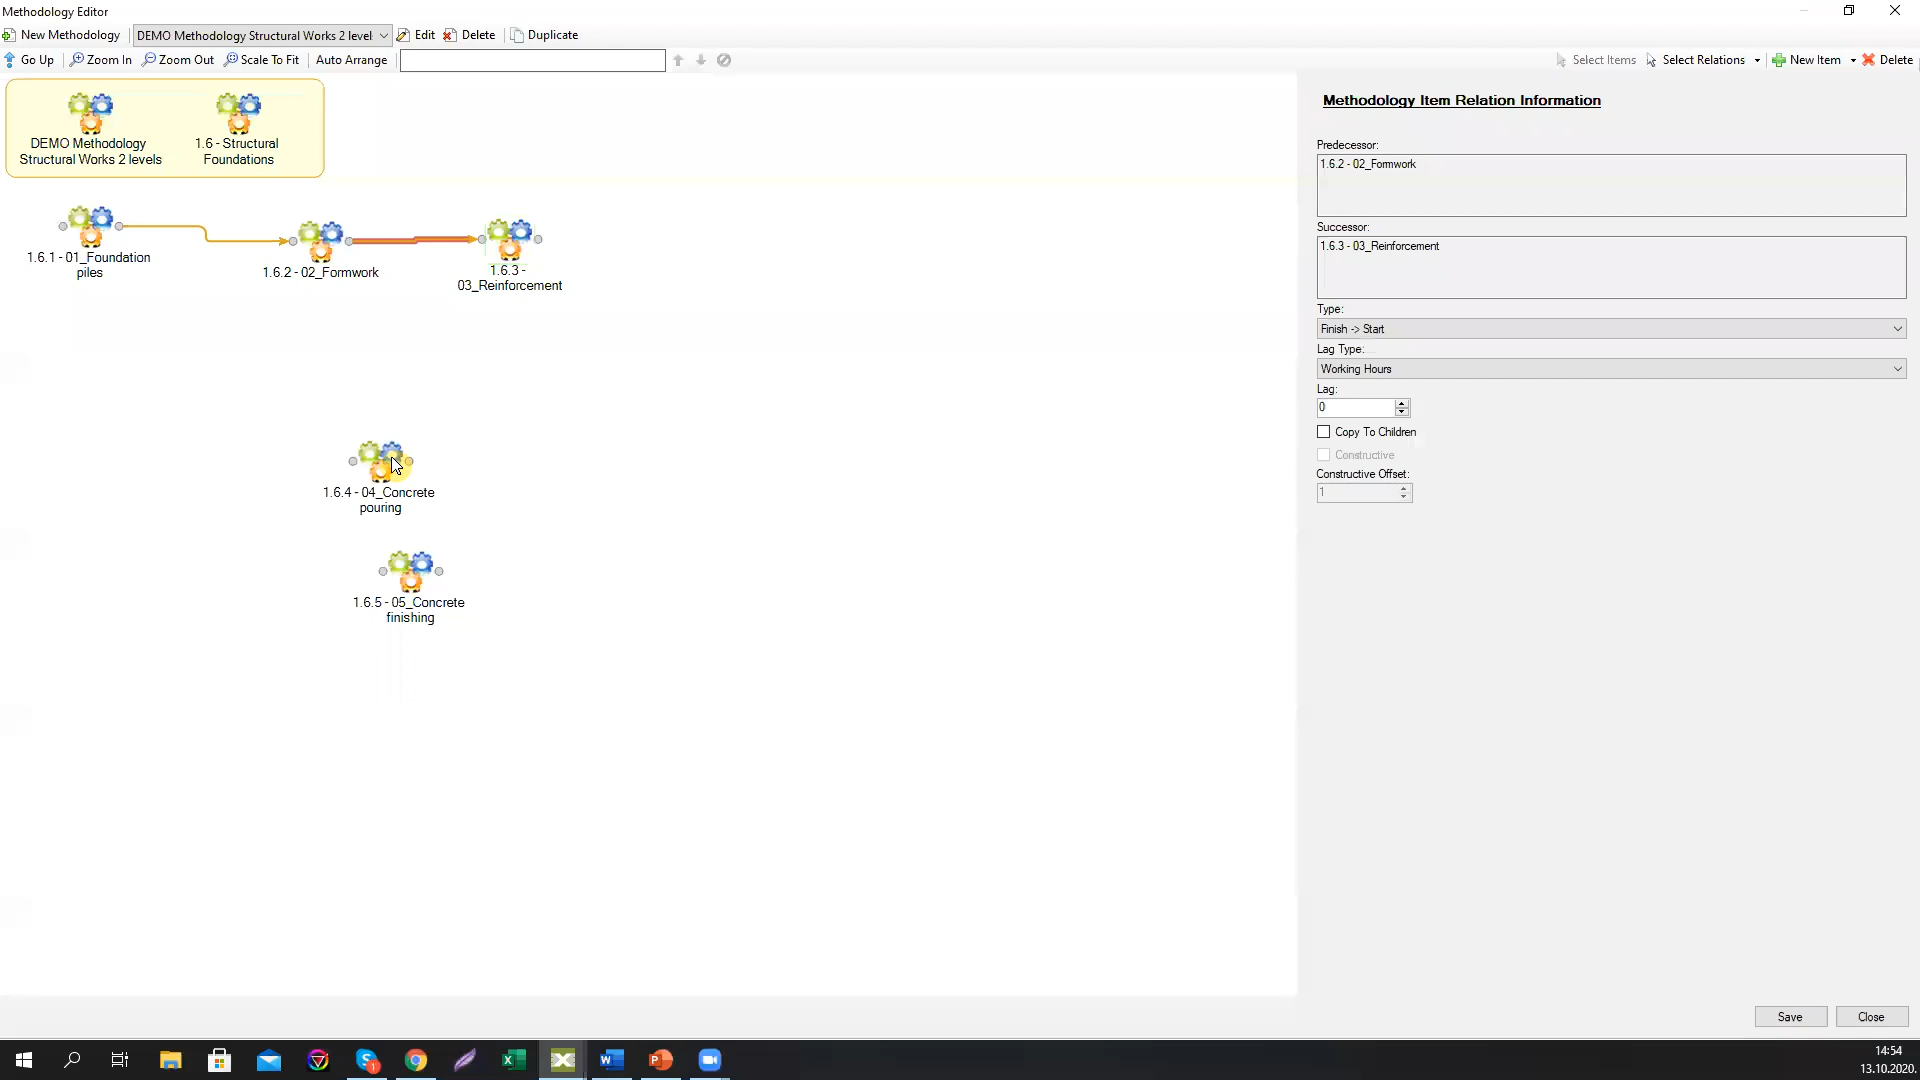 Methodology Editor
New Methodology DEMO Methodology Structural Works 2 level Edit Delete Duplicate
Go Up Zoom In Zoom Out Scale To Fit Auto Arrange Select Items Select Relations New Item Delete
DEMO Methodology
Structural Works 2 levels
1.6 - Structural
Foundations
1.6.1 - 01_Foundation
piles
1.6.2 - 02_Formwork
1.6.3 -
03_Reinforcement
1.6.4 - 04_Concrete
pouring
1.6.5 - 05_Concrete
finishing
Methodology Item Relation Information
Predecessor:
1.6.2 - 02_Formwork
Successor:
1.6.3 - 03_Reinforcement
Type:
Finish -> Start
Lag Type:
Working Hours
Lag:
0
Copy To Children
Constructive
Constructive Offset:
1
Save Close
14:54
13.10.2020.